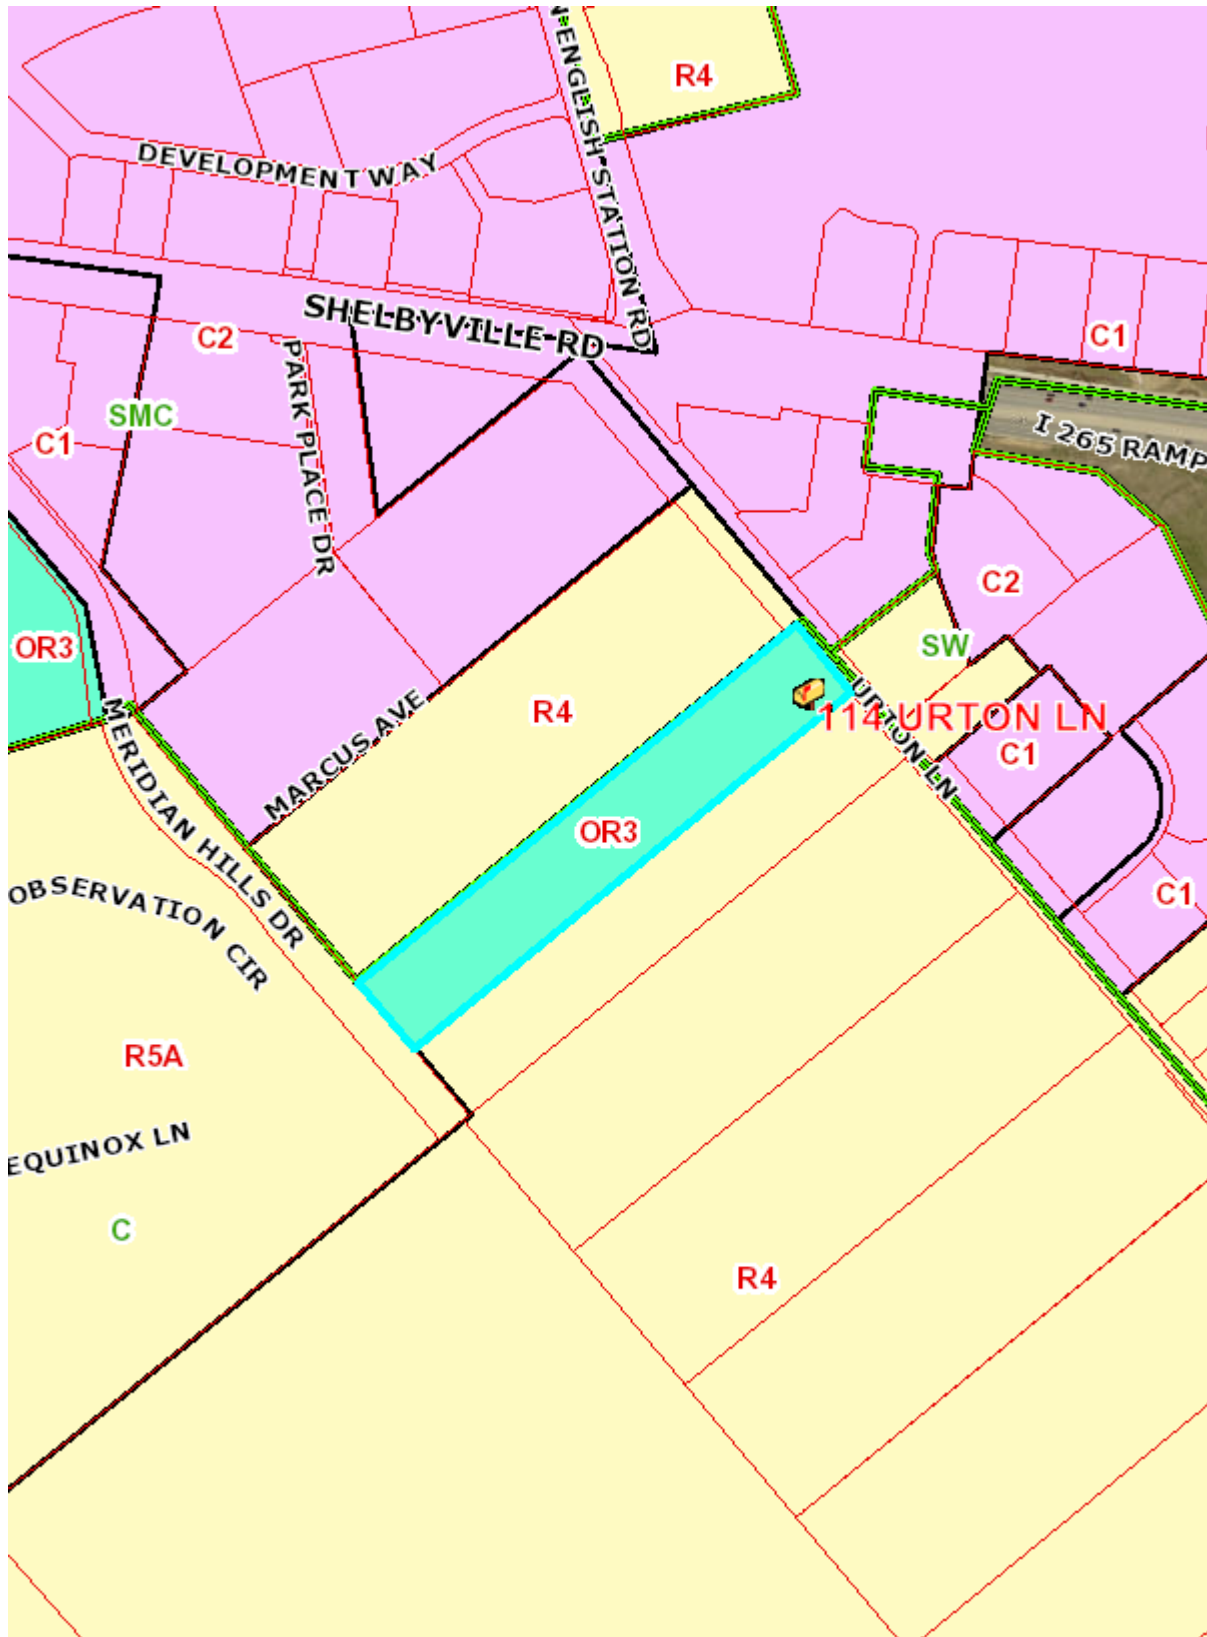 N ENGLISH STATION RD
R4
DEVELOPMENT WAY
SHELBYVILLE RD
C2
C1
PARK PLACE DR
SMC
C1
I 265 RAMP
C2
OR3
SW
114 URTON LN
URTON LN
R4
MERIDIAN HILLS DR
MARCUS AVE
C1
OR3
OBSERVATION CIR
C1
R5A
EQUINOX LN
C
R4